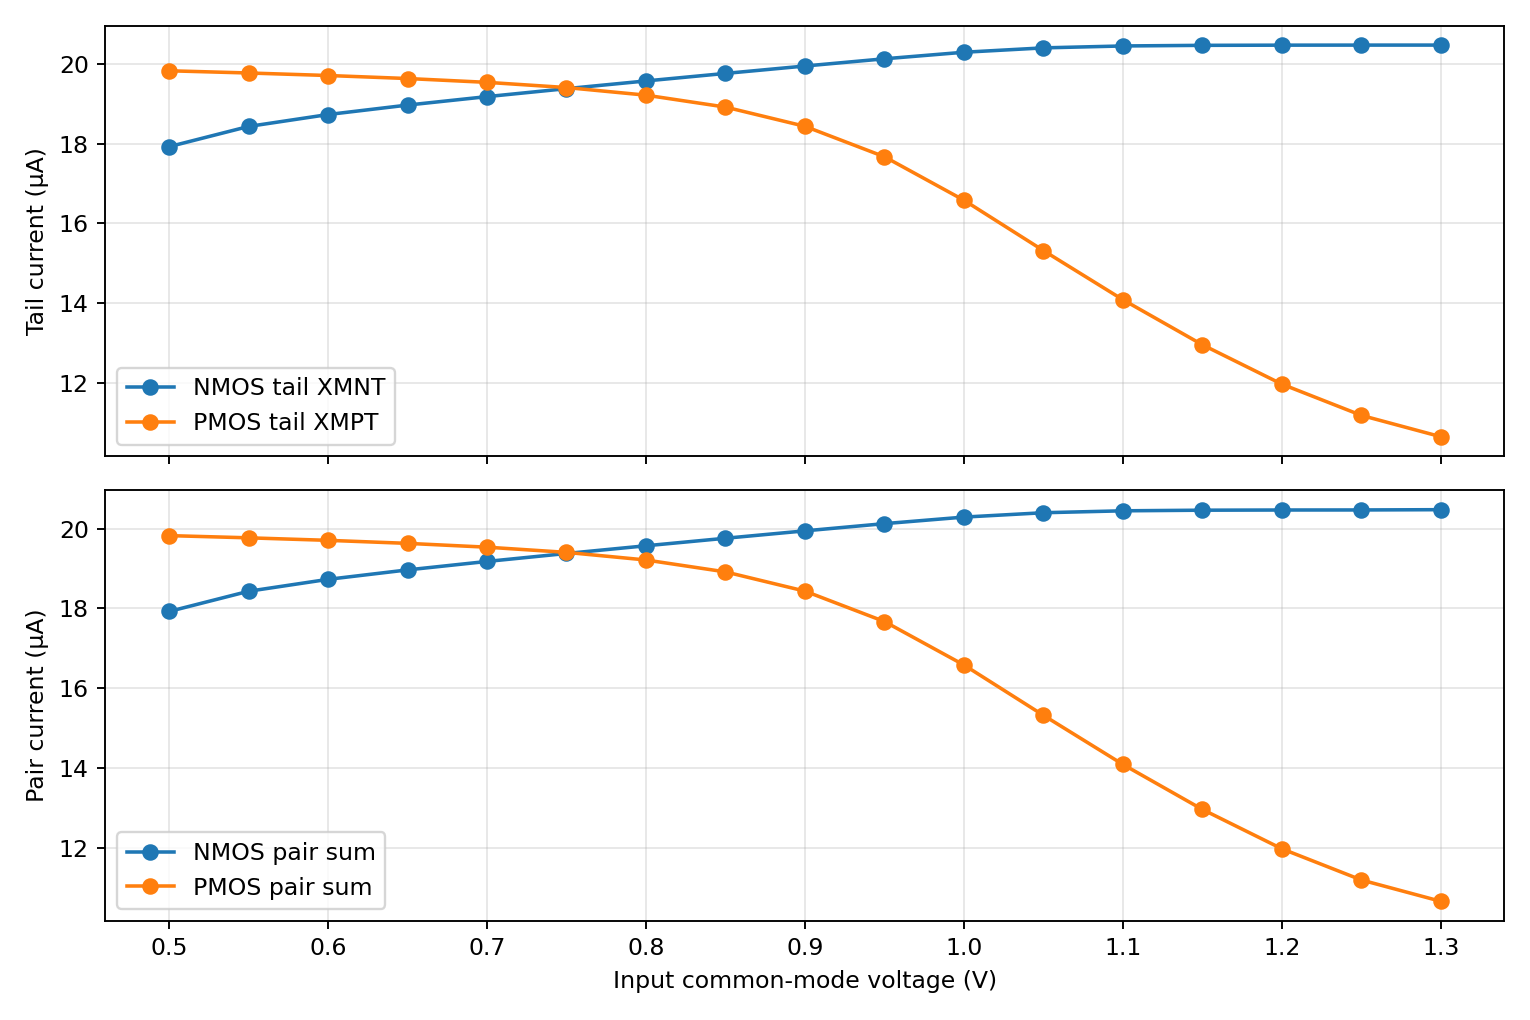 20
18
16
14
12
Tail current (μA)
NMOS tail XMNT
PMOS tail XMPT
20
18
16
14
12
Pair current (μA)
NMOS pair sum
PMOS pair sum
0.5 0.6 0.7 0.8 0.9 1.0 1.1 1.2 1.3
Input common-mode voltage (V)